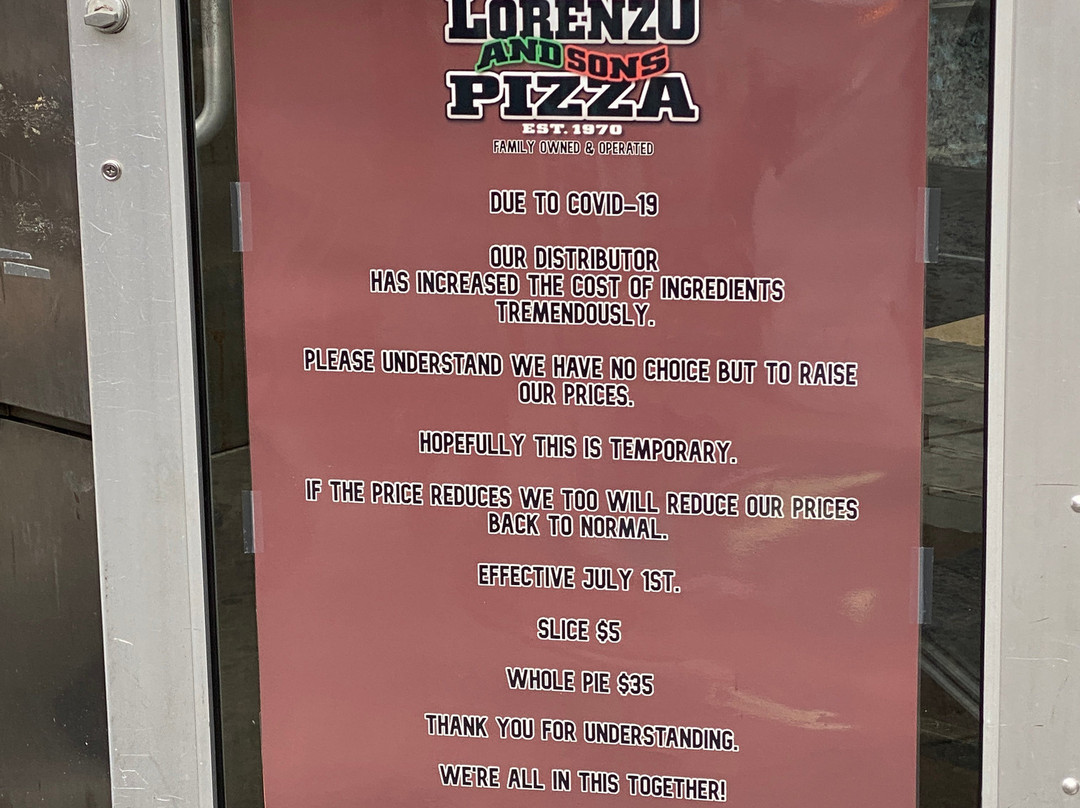 LORENZO
AND SONS
PIZZA
EST. 1970
FAMILY OWNED & OPERATED
DUE TO COVID-19
OUR DISTRIBUTOR
HAS INCREASED THE COST OF INGREDIENTS
TREMENDOUSLY.
PLEASE UNDERSTAND WE HAVE NO CHOICE BUT TO RAISE
OUR PRICES.
HOPEFULLY THIS IS TEMPORARY.
IF THE PRICE REDUCES WE TOO WILL REDUCE OUR PRICES
BACK TO NORMAL.
EFFECTIVE JULY 1ST.
SLICE $5
WHOLE PIE $35
THANK YOU FOR UNDERSTANDING.
WE'RE ALL IN THIS TOGETHER!